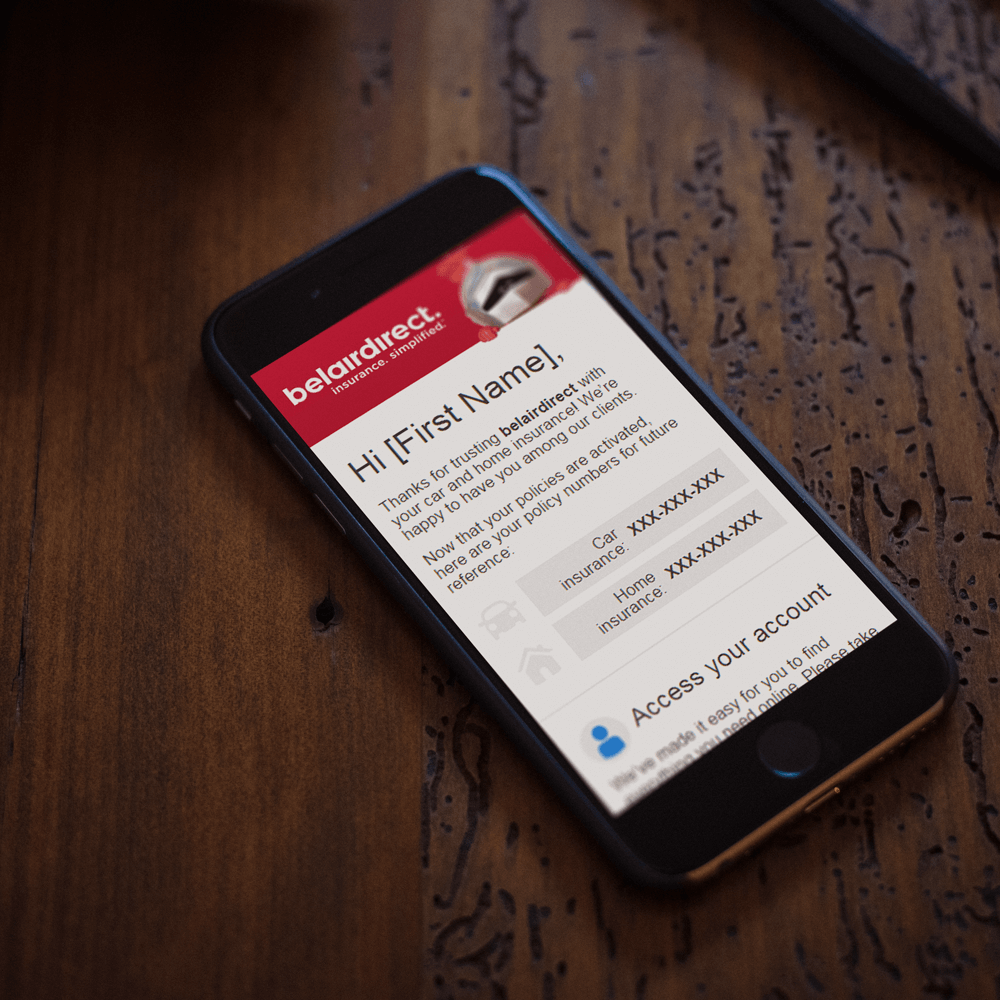 belairdirect.
insurance. simplified.
Hi [First Name],
Thanks for trusting belairdirect with
your car and home insurance! We're
happy to have you among our clients.
Now that your policies are activated,
here are your policy numbers for future
reference:
Car
insurance:
XXX-XXX-XXX
Home
insurance:
XXX-XXX-XXX
Access your account
We've made it easy for you to find
everything you need online. Please take